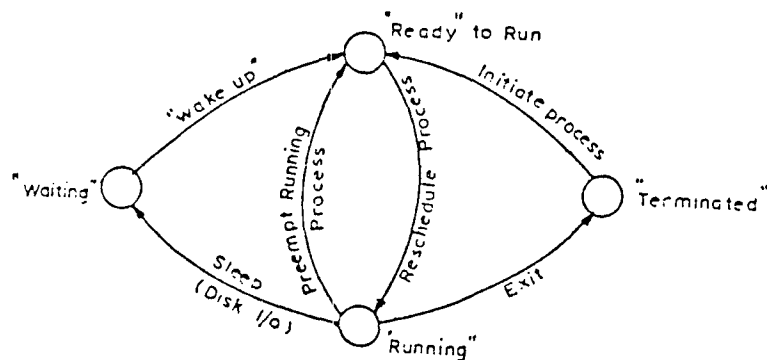 "Ready" to Run
"Wake up"
Initiate process
Preempt Running
Process
Reschedule Process
"Waiting"
"Terminated"
Sleep
(Disk I/O)
Exit
"Running"